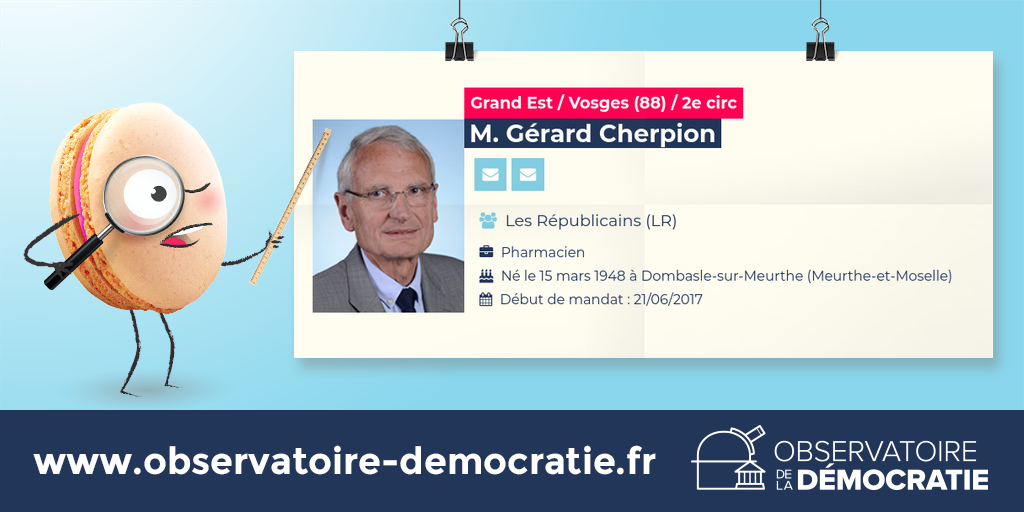 Grand Est / Vosges (88) / 2e circ
M. Gérard Cherpion
Les Républicains (LR)
Pharmacien
Né le 15 mars 1948 à Dombasle-sur-Meurthe (Meurthe-et-Moselle)
Début de mandat : 21/06/2017
www.observatoire-democratie.fr
OBSERVATOIRE
DE LA DÉMOCRATIE